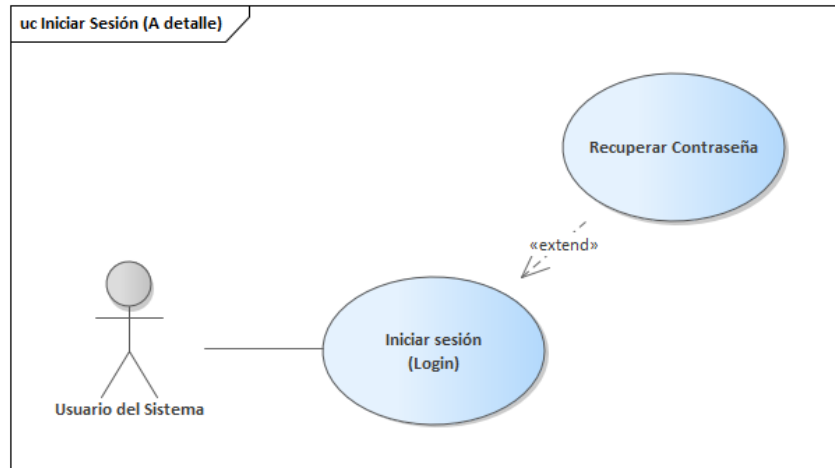 uc Iniciar Sesión (A detalle)
Recuperar Contraseña
«extend»
Iniciar sesión
(Login)
Usuario del Sistema